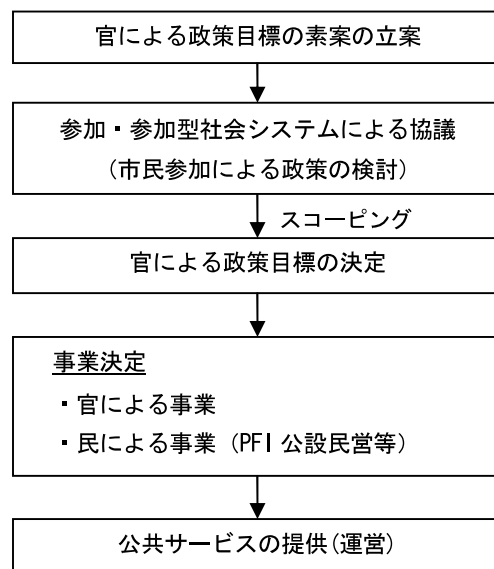 官による政策目標の素案の立案
参加・参加型社会システムによる協議
（市民参加による政策の検討）
スコーピング
官による政策目標の決定
事業決定
・官による事業
・民による事業（PFI 公設民営等）
公共サービスの提供(運営)